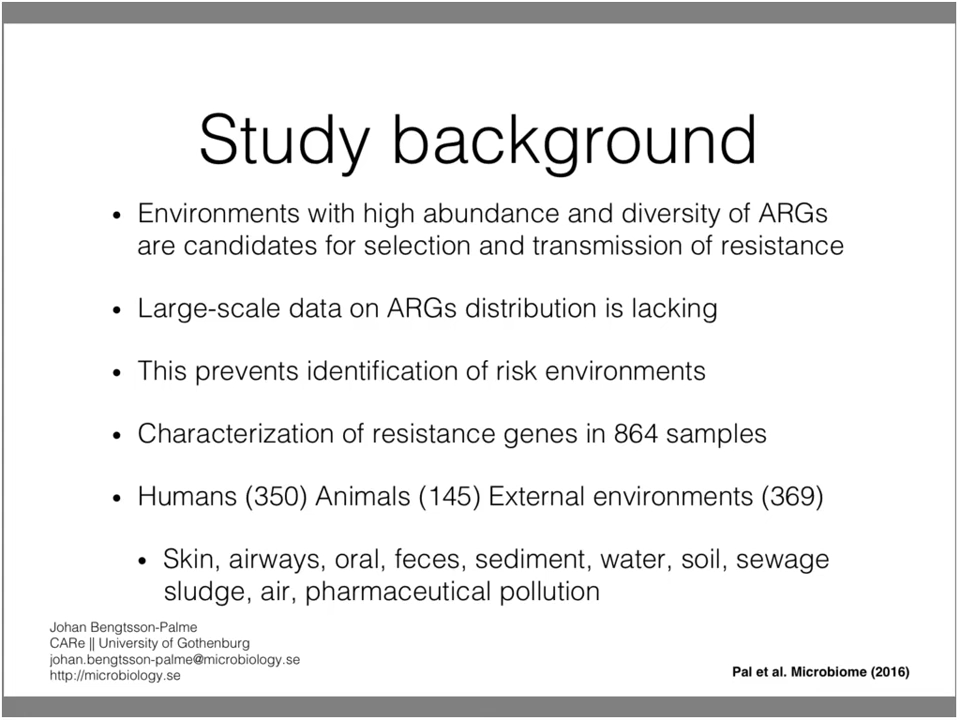 Study background
• Environments with high abundance and diversity of ARGs
are candidates for selection and transmission of resistance
• Large-scale data on ARGs distribution is lacking
• This prevents identification of risk environments
• Characterization of resistance genes in 864 samples
• Humans (350) Animals (145) External environments (369)
• Skin, airways, oral, feces, sediment, water, soil, sewage
sludge, air, pharmaceutical pollution
Johan Bengtsson-Palme
CARe || University of Gothenburg
johan.bengtsson-palme@microbiology.se
http://microbiology.se
Pal et al. Microbiome (2016)